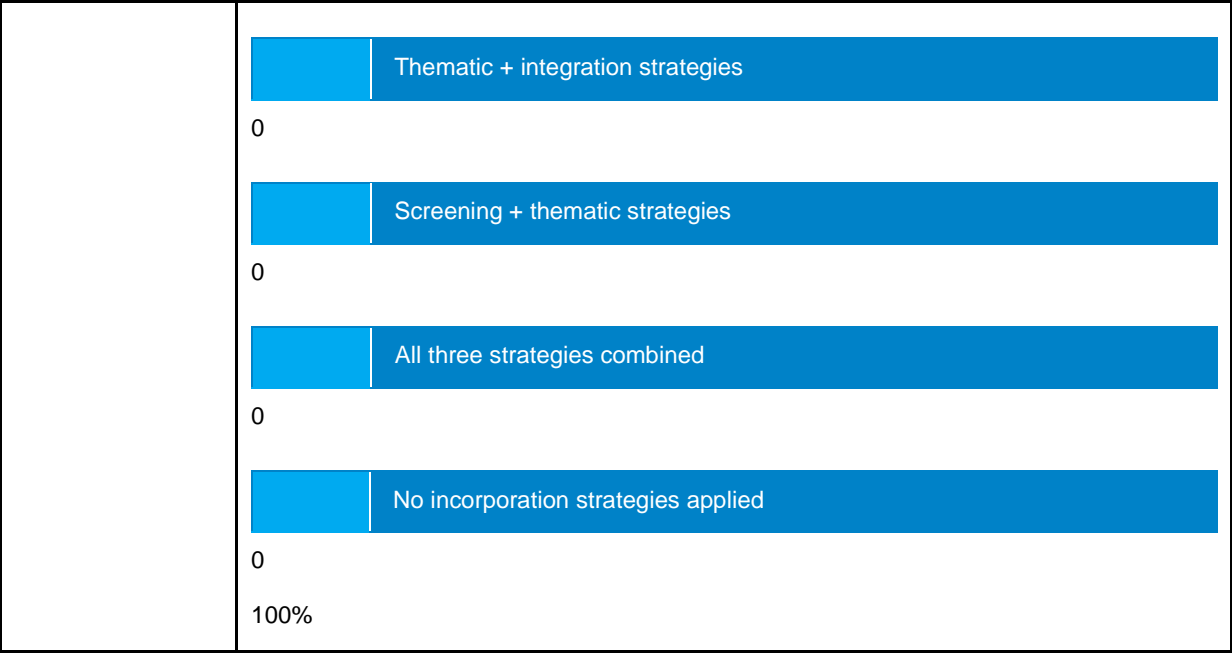 Thematic + integration strategies
0
Screening + thematic strategies
0
All three strategies combined
0
No incorporation strategies applied
0
100%